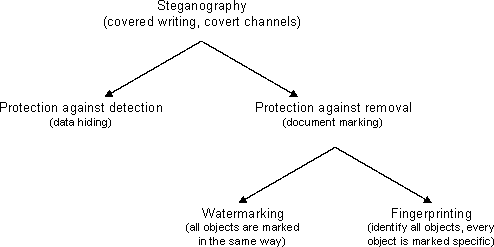 Steganography
(covered writing, covert channels)
Protection against detection
(data hiding)
Protection against removal
(document marking)
Watermarking
(all objects are marked
in the same way)
Fingerprinting
(identify all objects, every
object is marked specific)